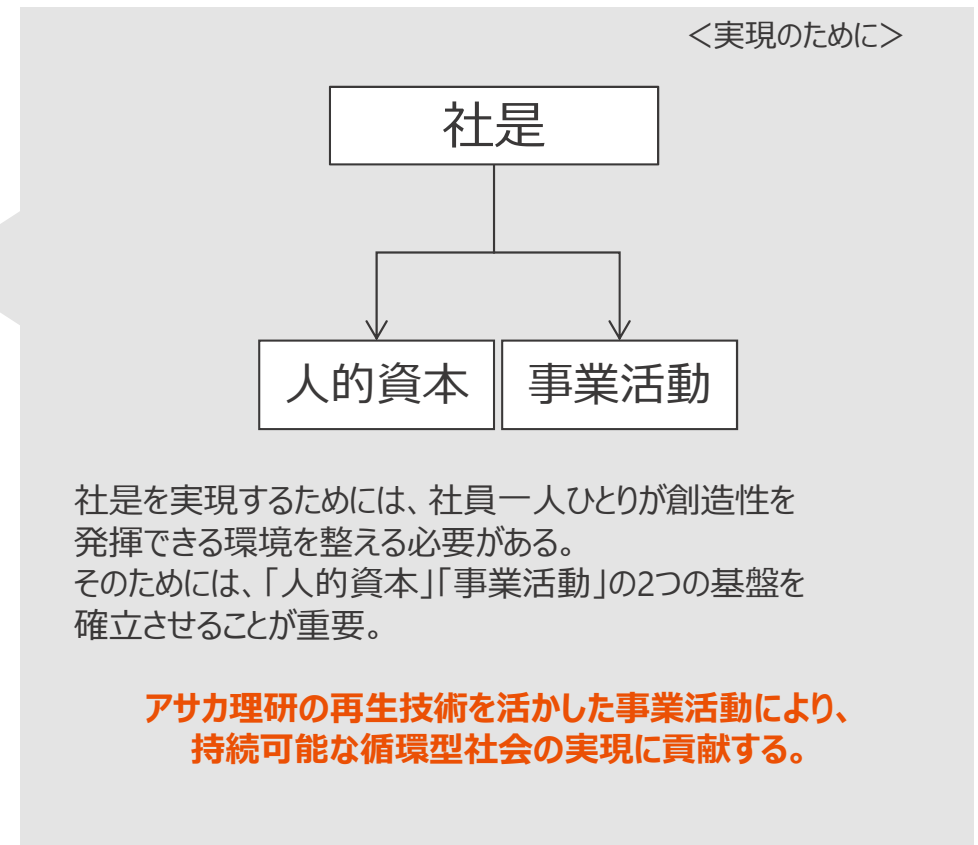 ＜実現のために＞
社是
人的資本
事業活動
社是を実現するためには、社員一人ひとりが創造性を
発揮できる環境を整える必要がある。
そのためには、「人的資本」「事業活動」の2つの基盤を
確立させることが重要。
アサカ理研の再生技術を活かした事業活動により、
持続可能な循環型社会の実現に貢献する。